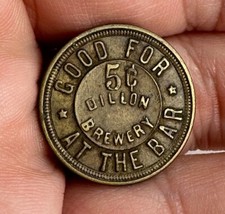 GOOD FOR
5¢
DILLON
BREWERY
AT THE BAR